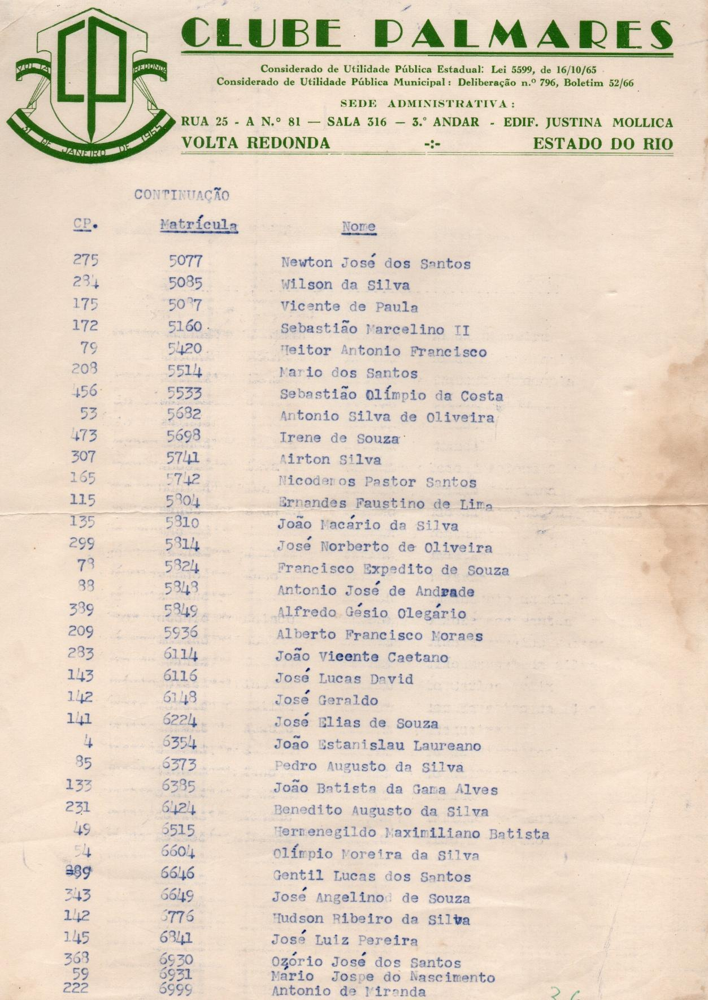 CP
VOLTA REDONDA
31 DE JANEIRO DE 1965
CLUBE PALMARES
Considerado de Utilidade Pública Estadual: Lei 5599, de 16/10/65
Considerado de Utilidade Pública Municipal: Deliberação n.º 796, Boletim 52/66
SEDE ADMINISTRATIVA:
RUA 25 - A N.º 81 — SALA 316 — 3.º ANDAR - EDIF. JUSTINA MOLLICA
VOLTA REDONDA -:- ESTADO DO RIO
CONTINUAÇÃO
CP. Matrícula Nome
275 5077 Newton José dos Santos
284 5085 Wilson da Silva
175 5087 Vicente de Paula
172 5160 Sebastião Marcelino II
79 5420 Heitor Antonio Francisco
208 5514 Mario dos Santos
456 5533 Sebastião Olímpio da Costa
53 5682 Antonio Silva de Oliveira
473 5698 Irene de Souza
307 5741 Airton Silva
165 5742 Nicodemos Pastor Santos
115 5804 Ernandes Faustino de Lima
135 5810 João Macário da Silva
299 5814 José Norberto de Oliveira
78 5824 Francisco Expedito de Souza
88 5848 Antonio José de Andrade
389 5849 Alfredo Gésio Olegário
209 5936 Alberto Francisco Moraes
283 6114 João Vicente Caetano
143 6116 José Lucas David
142 6148 José Geraldo
141 6224 José Elias de Souza
4 6354 João Estanislau Laureano
85 6373 Pedro Augusto da Silva
133 6385 João Batista da Gama Alves
231 6424 Benedito Augusto da Silva
49 6515 Hermenegildo Maximiliano Batista
54 6604 Olímpio Moreira da Silva
6646 Gentil Lucas dos Santos
343 6649 José Angelino de Souza
142 6776 Hudson Ribeiro da Silva
145 6841 José Luiz Pereira
368 6930 Ozório José dos Santos
59 6931 Mário Jospe do Nascimento
222 6999 Antonio de Miranda